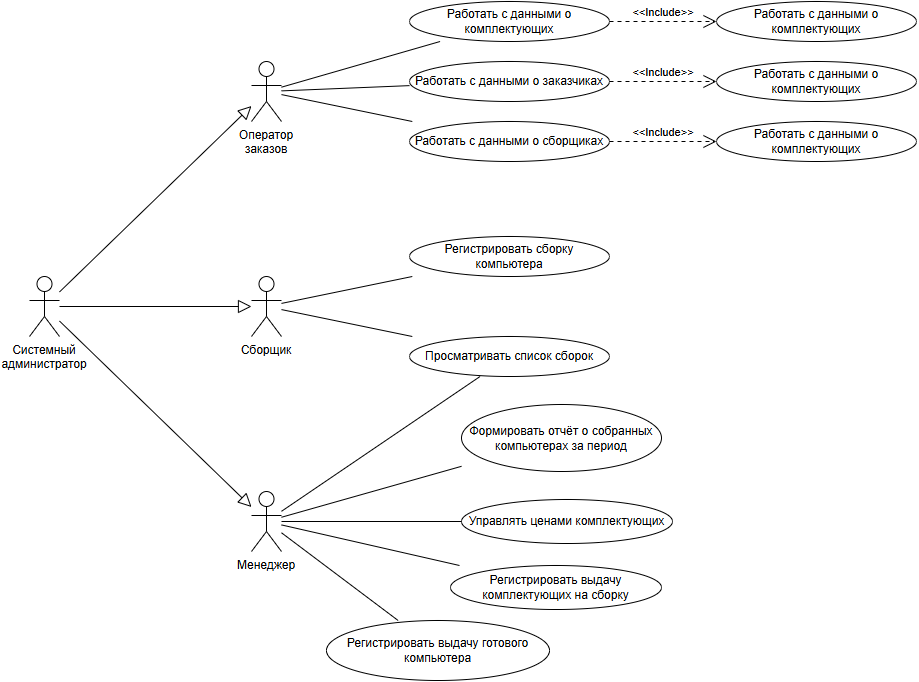 Работать с данными о
комплектующих
<<Include>>
Работать с данными о
комплектующих
Работать с данными о заказчиках
<<Include>>
Работать с данными о
комплектующих
Оператор
заказов
Работать с данными о сборщиках
<<Include>>
Работать с данными о
комплектующих
Регистрировать сборку
компьютера
Системный
администратор
Сборщик
Просматривать список сборок
Формировать отчёт о собранных
компьютерах за период
Управлять ценами комплектующих
Менеджер
Регистрировать выдачу
комплектующих на сборку
Регистрировать выдачу готового
компьютера